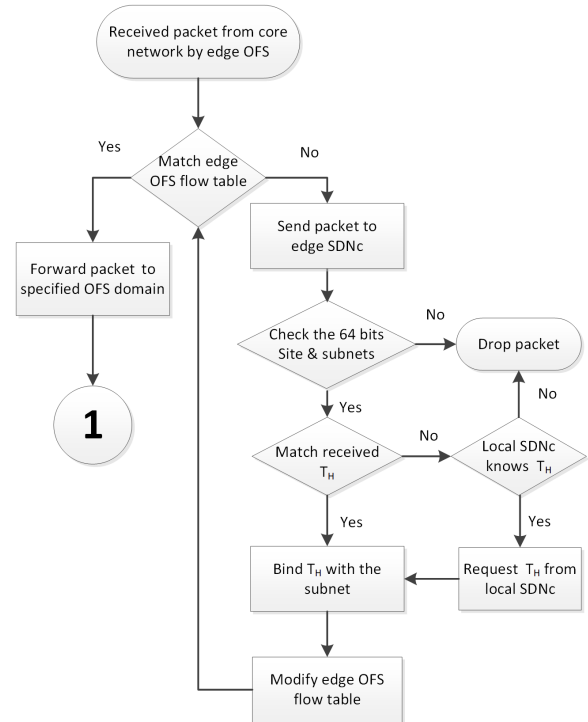 Received packet from core
network by edge OFS
Yes
Match edge
OFS flow table
No
Send packet to
edge SDNc
Forward packet to
specified OFS domain
1
Check the 64 bits
Site & subnets
No
Drop packet
Yes
No
Match received
TH
No
Local SDNc
knows TH
Yes
Yes
Bind TH with the
subnet
Request TH from
local SDNc
Modify edge OFS
flow table